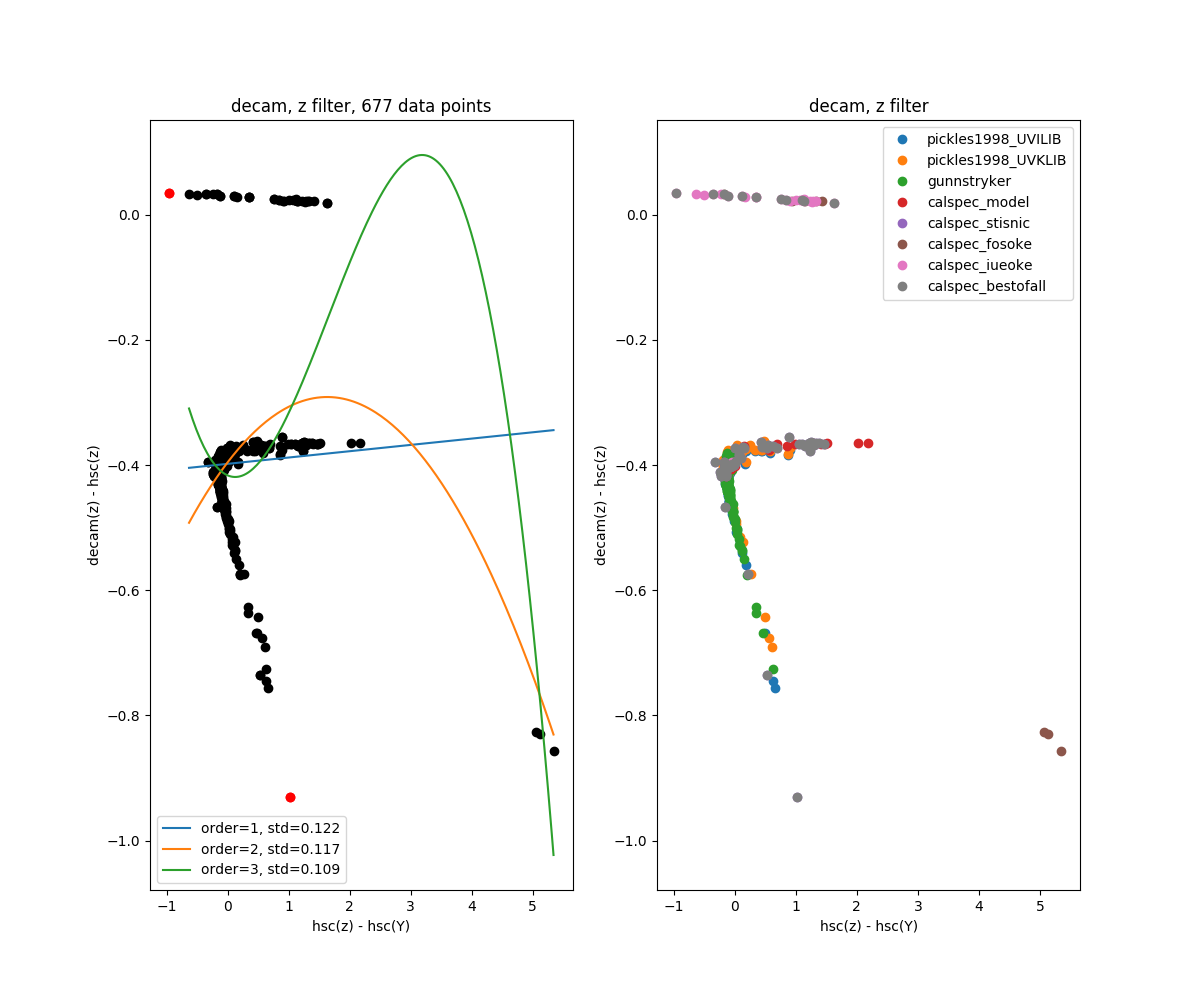 decam, z filter, 677 data points
decam(z) - hsc(z)
0.0
−0.2
−0.4
−0.6
−0.8
−1.0
order=1, std=0.122
order=2, std=0.117
order=3, std=0.109
−1 0 1 2 3 4 5
hsc(z) - hsc(Y)
decam, z filter
decam(z) - hsc(z)
pickles1998_UVILIB
pickles1998_UVKLIB
gunnstryker
calspec_model
calspec_stisnic
calspec_fosoke
calspec_iueoke
calspec_bestofall
0.0
−0.2
−0.4
−0.6
−0.8
−1.0
−1 0 1 2 3 4 5
hsc(z) - hsc(Y)